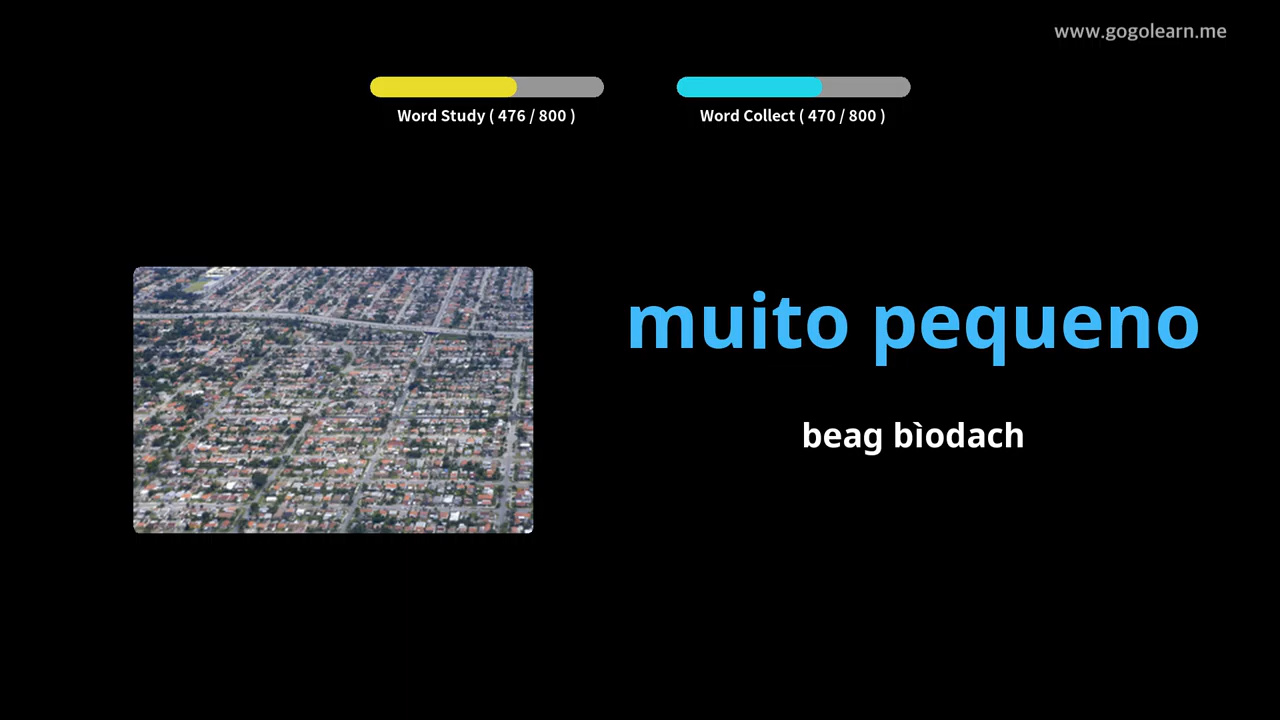 www.gogolearn.me
Word Study ( 476 / 800 )
Word Collect ( 470 / 800 )
muito pequeno
beag bìodach